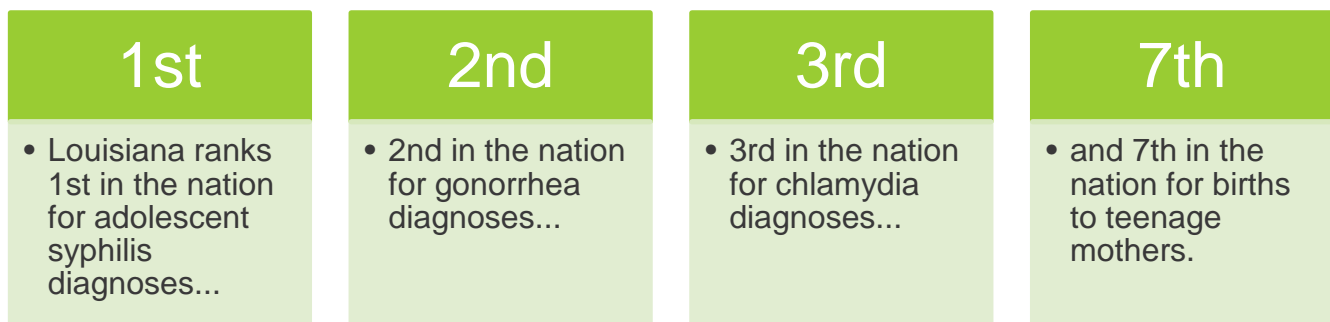 1st
• Louisiana ranks
1st in the nation
for adolescent
syphilis
diagnoses...
2nd
• 2nd in the nation
for gonorrhea
diagnoses...
3rd
• 3rd in the nation
for chlamydia
diagnoses...
7th
• and 7th in the
nation for births
to teenage
mothers.